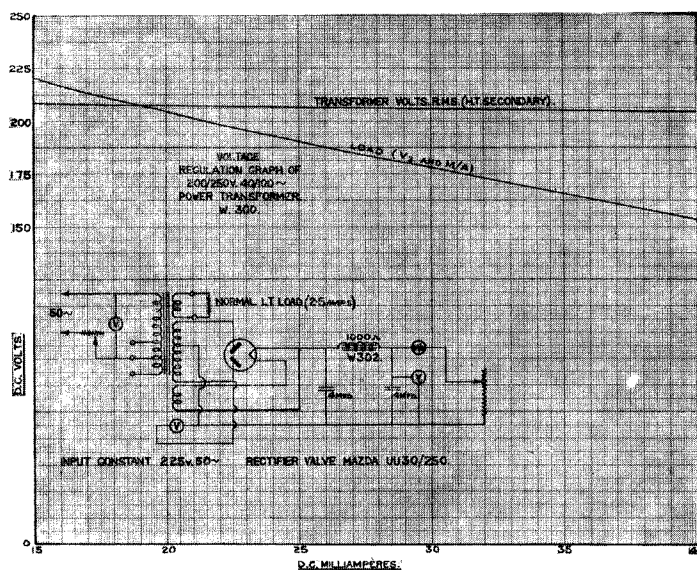 250
225
TRANSFORMER VOLTS R.M.S. (H.T. SECONDARY).
200
LOAD (V2 AND M/A)
VOLTAGE
REGULATION GRAPH OF
200/250V. 40/100~
POWER TRANSFORMER
W. 300.
175
150
50~
NORMAL L.T. LOAD (2.5 AMPS)
V
1000Ω
W302.
V
D.C. VOLTS.
4MFD.
V
INPUT CONSTANT 225v. 50~ RECTIFIER VALVE MAZDA UU30/250.
0
15 20 25 30 35
D.C. MILLIAMPÈRES.